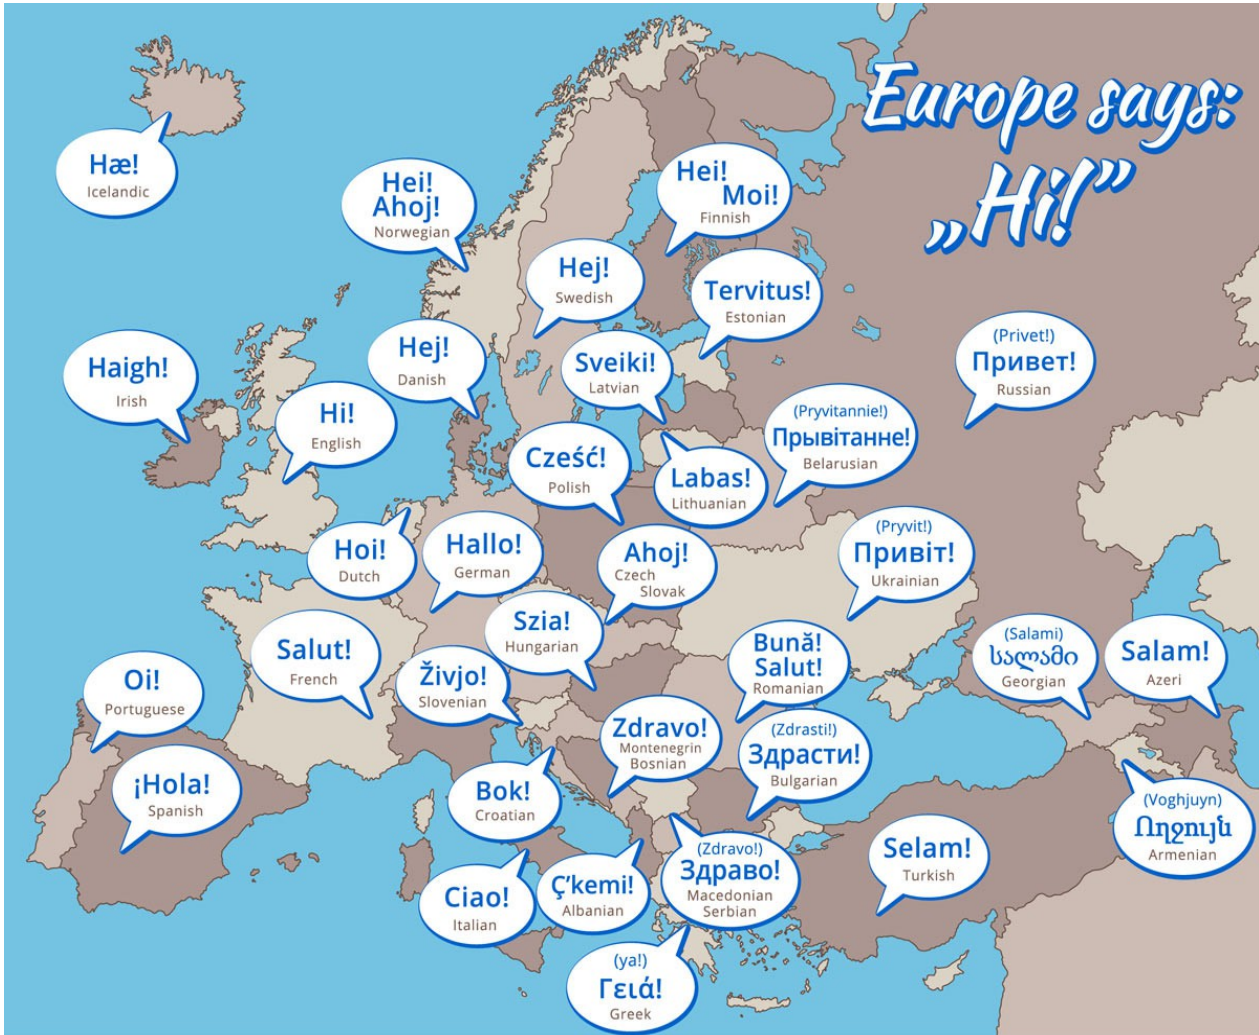 Europe says:
„Hi!”
Hæ!
Icelandic
Hei!
Ahoj!
Norwegian
Hei!
Moi!
Finnish
Hej!
Swedish
Tervitus!
Estonian
Haigh!
Irish
Hej!
Danish
Sveiki!
Latvian
(Privet!)
Привет!
Russian
Hi!
English
Cześć!
Polish
Labas!
Lithuanian
(Pryvitannie!)
Прывітанне!
Belarusian
Hoi!
Dutch
Hallo!
German
Ahoj!
Czech
Slovak
(Pryvit!)
Привіт!
Ukrainian
Salut!
French
Szia!
Hungarian
Živjo!
Slovenian
Bună!
Salut!
Romanian
(Salami)
სალამი
Georgian
Salam!
Azeri
Oi!
Portuguese
¡Hola!
Spanish
Zdravo!
Montenegrin
Bosnian
(Zdrasti!)
Здрасти!
Bulgarian
Bok!
Croatian
(Voghjuyn)
Ողջույն
Armenian
Ciao!
Italian
Ç’kemi!
Albanian
(Zdravo!)
Здраво!
Macedonian
Serbian
Selam!
Turkish
(ya!)
Γειά!
Greek